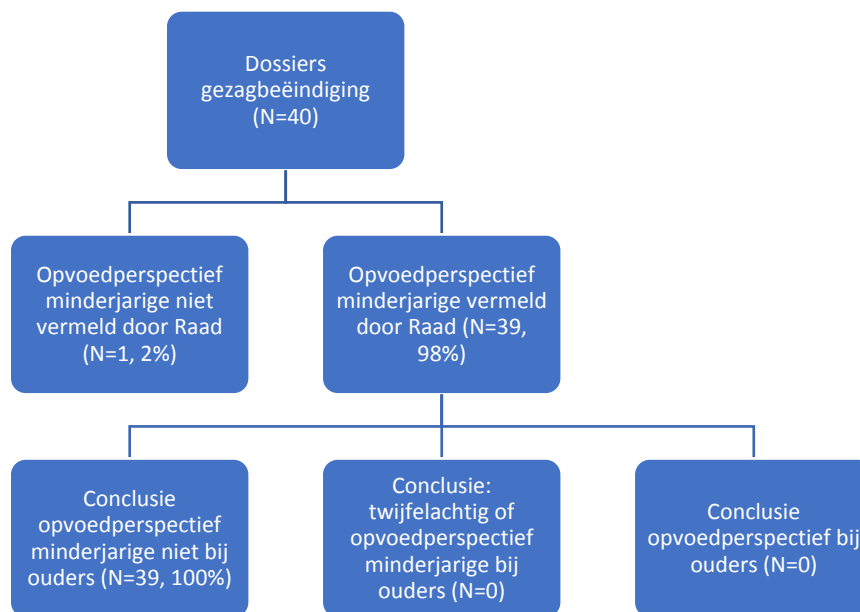 Dossiers
gezagbeëindiging
(N=40)
Opvoedperspectief
minderjarige niet
vermeld door Raad
(N=1, 2%)
Opvoedperspectief
minderjarige vermeld
door Raad (N=39,
98%)
Conclusie
opvoedperspectief
minderjarige niet bij
ouders (N=39, 100%)
Conclusie:
twijfelachtig of
opvoedperspectief
minderjarige bij
ouders (N=0)
Conclusie
opvoedperspectief bij
ouders (N=0)